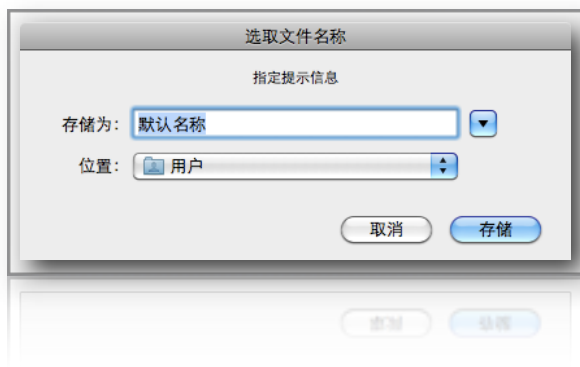 选取文件名称
指定提示信息
存储为: 默认名称
位置: 用户
取消 存储